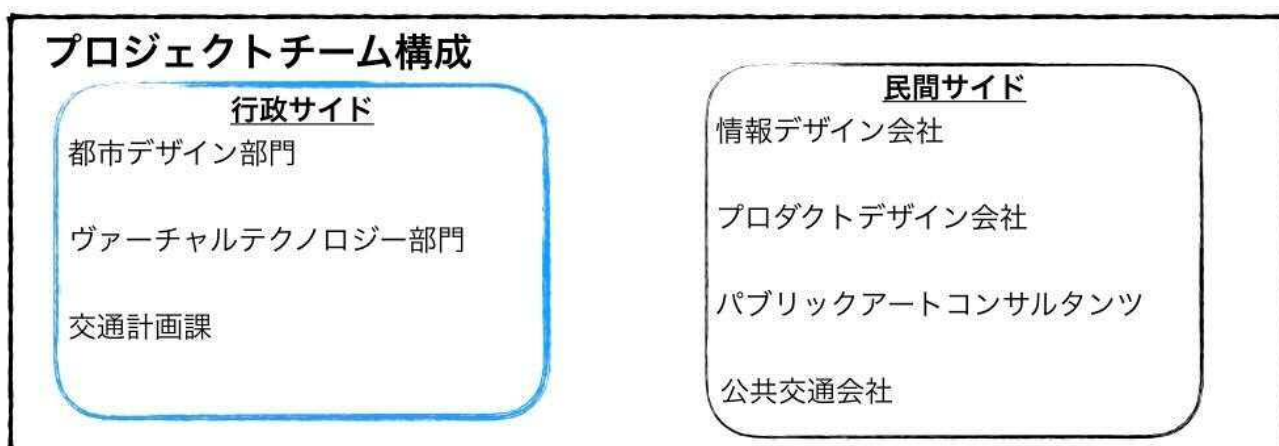 プロジェクトチーム構成
行政サイド
都市デザイン部門
ヴァーチャルテクノロジー部門
交通計画課
民間サイド
情報デザイン会社
プロダクトデザイン会社
パブリックアートコンサルタンツ
公共交通会社